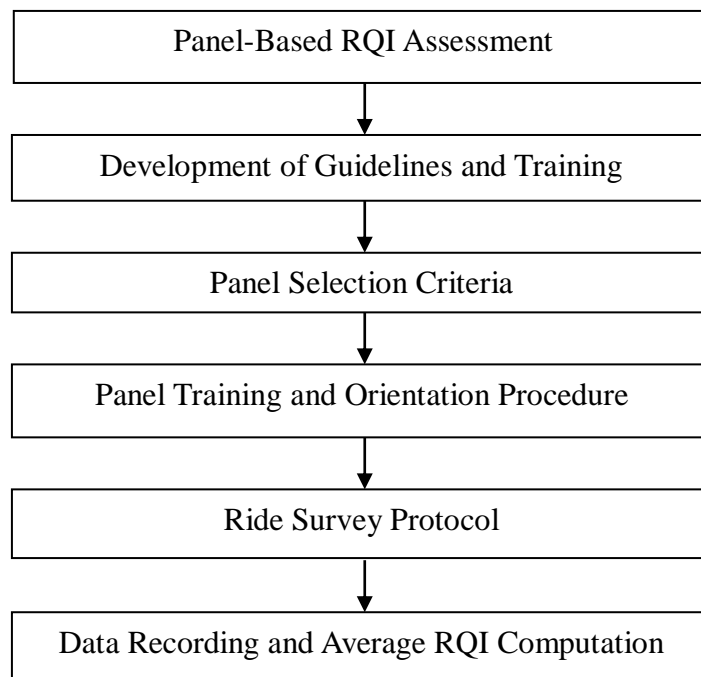 Panel-Based RQI Assessment
Development of Guidelines and Training
Panel Selection Criteria
Panel Training and Orientation Procedure
Ride Survey Protocol
Data Recording and Average RQI Computation